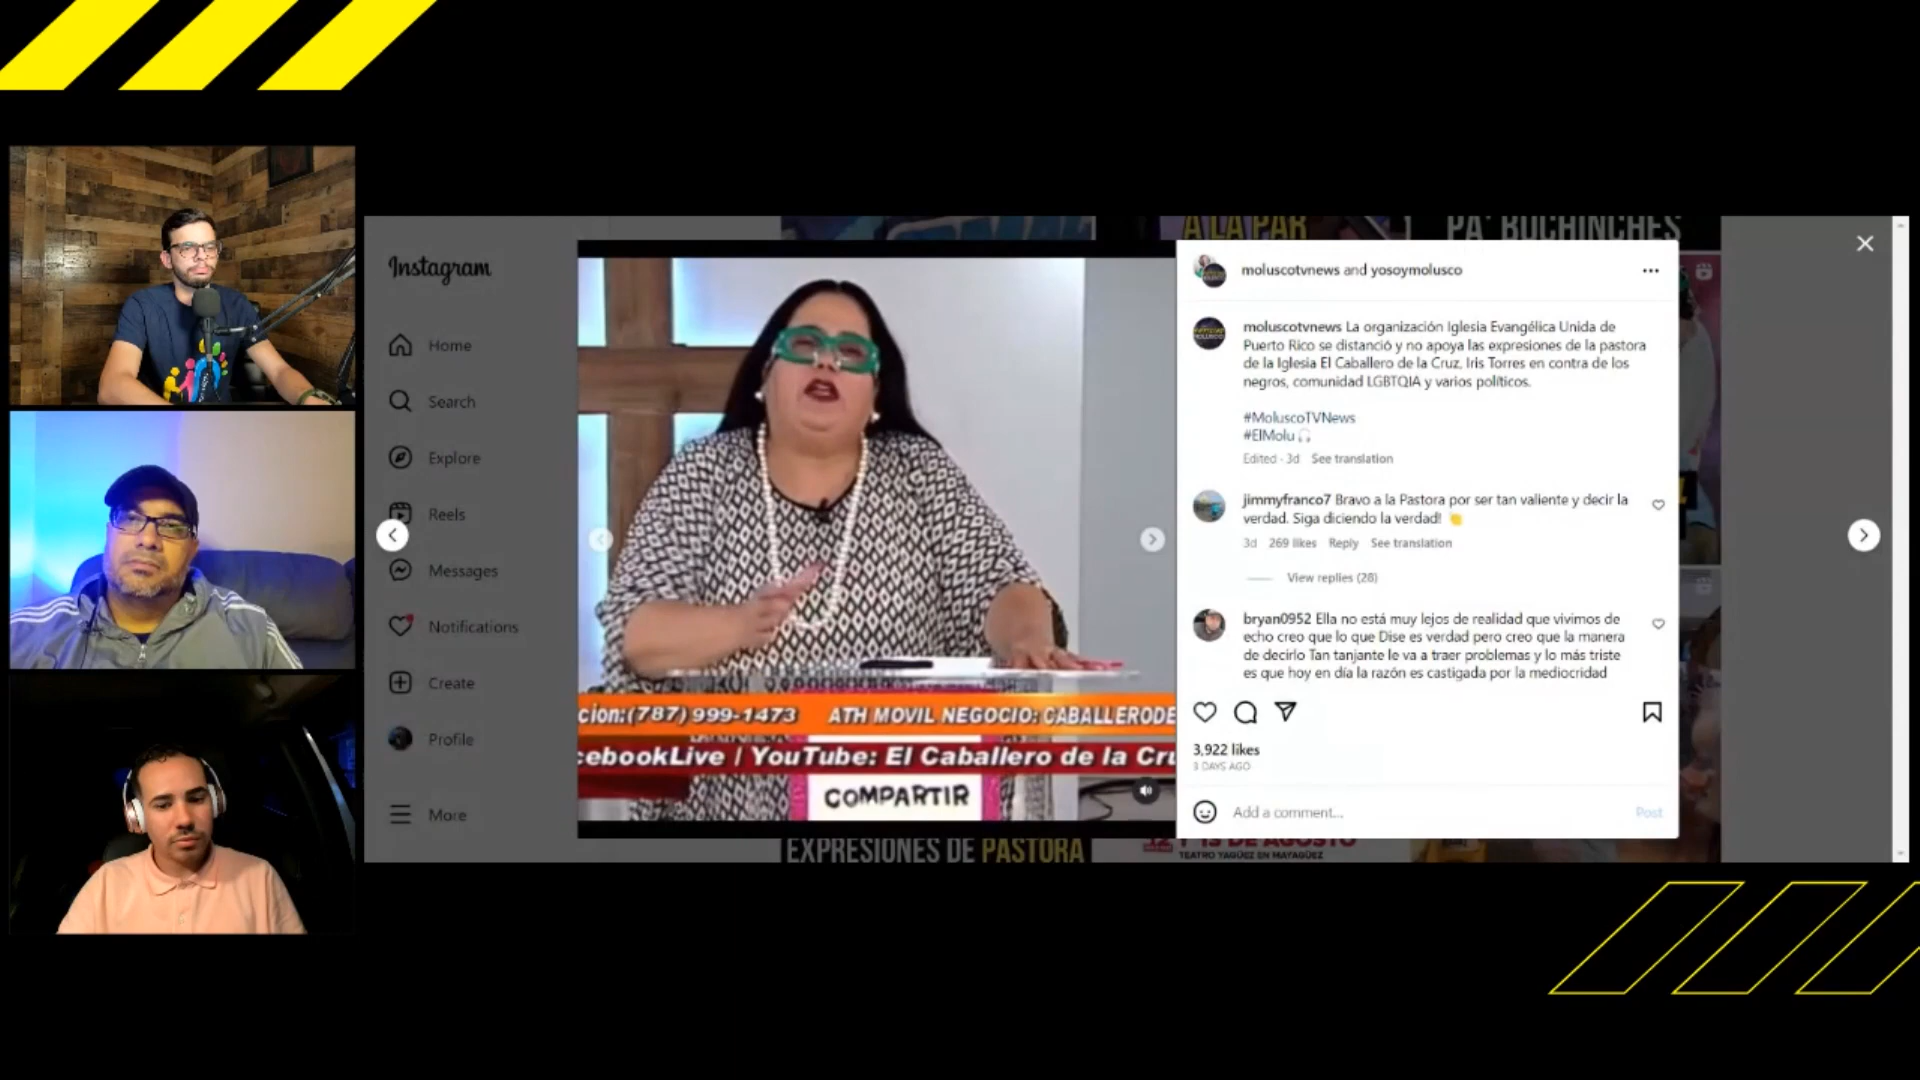 A LA PAR
PA' BUCHINCHES
Instagram
Home
Search
Explore
Reels
Messages
Notifications
Create
Profile
More
cion:(787) 999-1473 ATH MOVIL NEGOCIO: CABALLERODE
cebookLive / YouTube: El Caballero de la Cru
COMPARTIR
EXPRESIONES DE PASTORA
12 Y 13 DE AGOSTO
TEATRO YAGÜEZ EN MAYAGÜEZ
moluscotvnews and yosoymolusco
moluscotvnews La organización Iglesia Evangélica Unida de
Puerto Rico se distanció y no apoya las expresiones de la pastora
de la Iglesia El Caballero de la Cruz, Iris Torres en contra de los
negros, comunidad LGBTQIA y varios políticos.
#MoluscoTVNews
#ElMolu
Edited · 3d See translation
jimmyfranco7 Bravo a la Pastora por ser tan valiente y decir la
verdad. Siga diciendo la verdad!
3d 269 likes Reply See translation
View replies (28)
bryan0952 Ella no está muy lejos de realidad que vivimos de
echo creo que lo que Dise es verdad pero creo que la manera
de decirlo Tan tanjante le va a traer problemas y lo más triste
es que hoy en día la razón es castigada por la mediocridad
3,922 likes
3 DAYS AGO
Add a comment...
Post